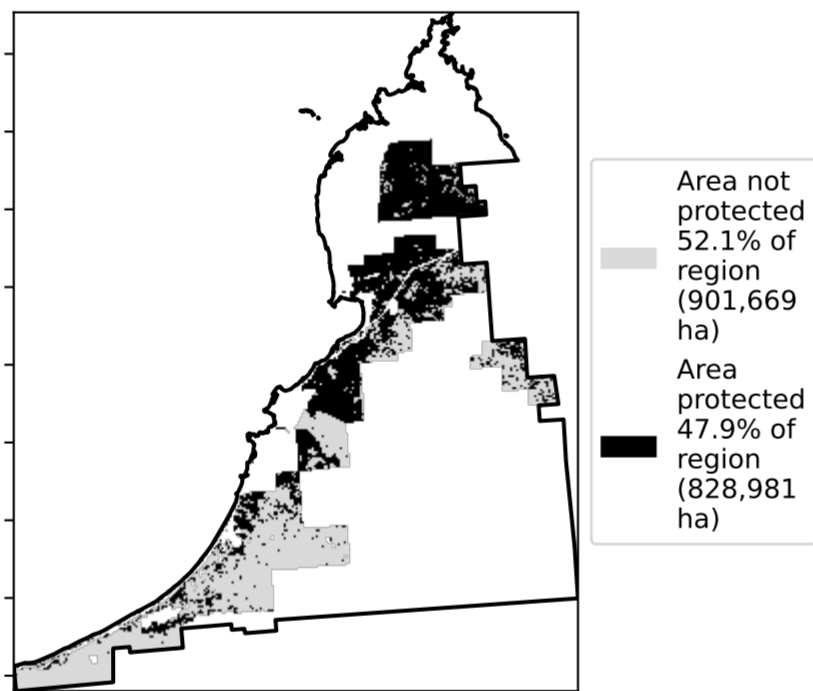 Area not
protected
52.1% of
region
(901,669
ha)
Area
protected
47.9% of
region
(828,981
ha)